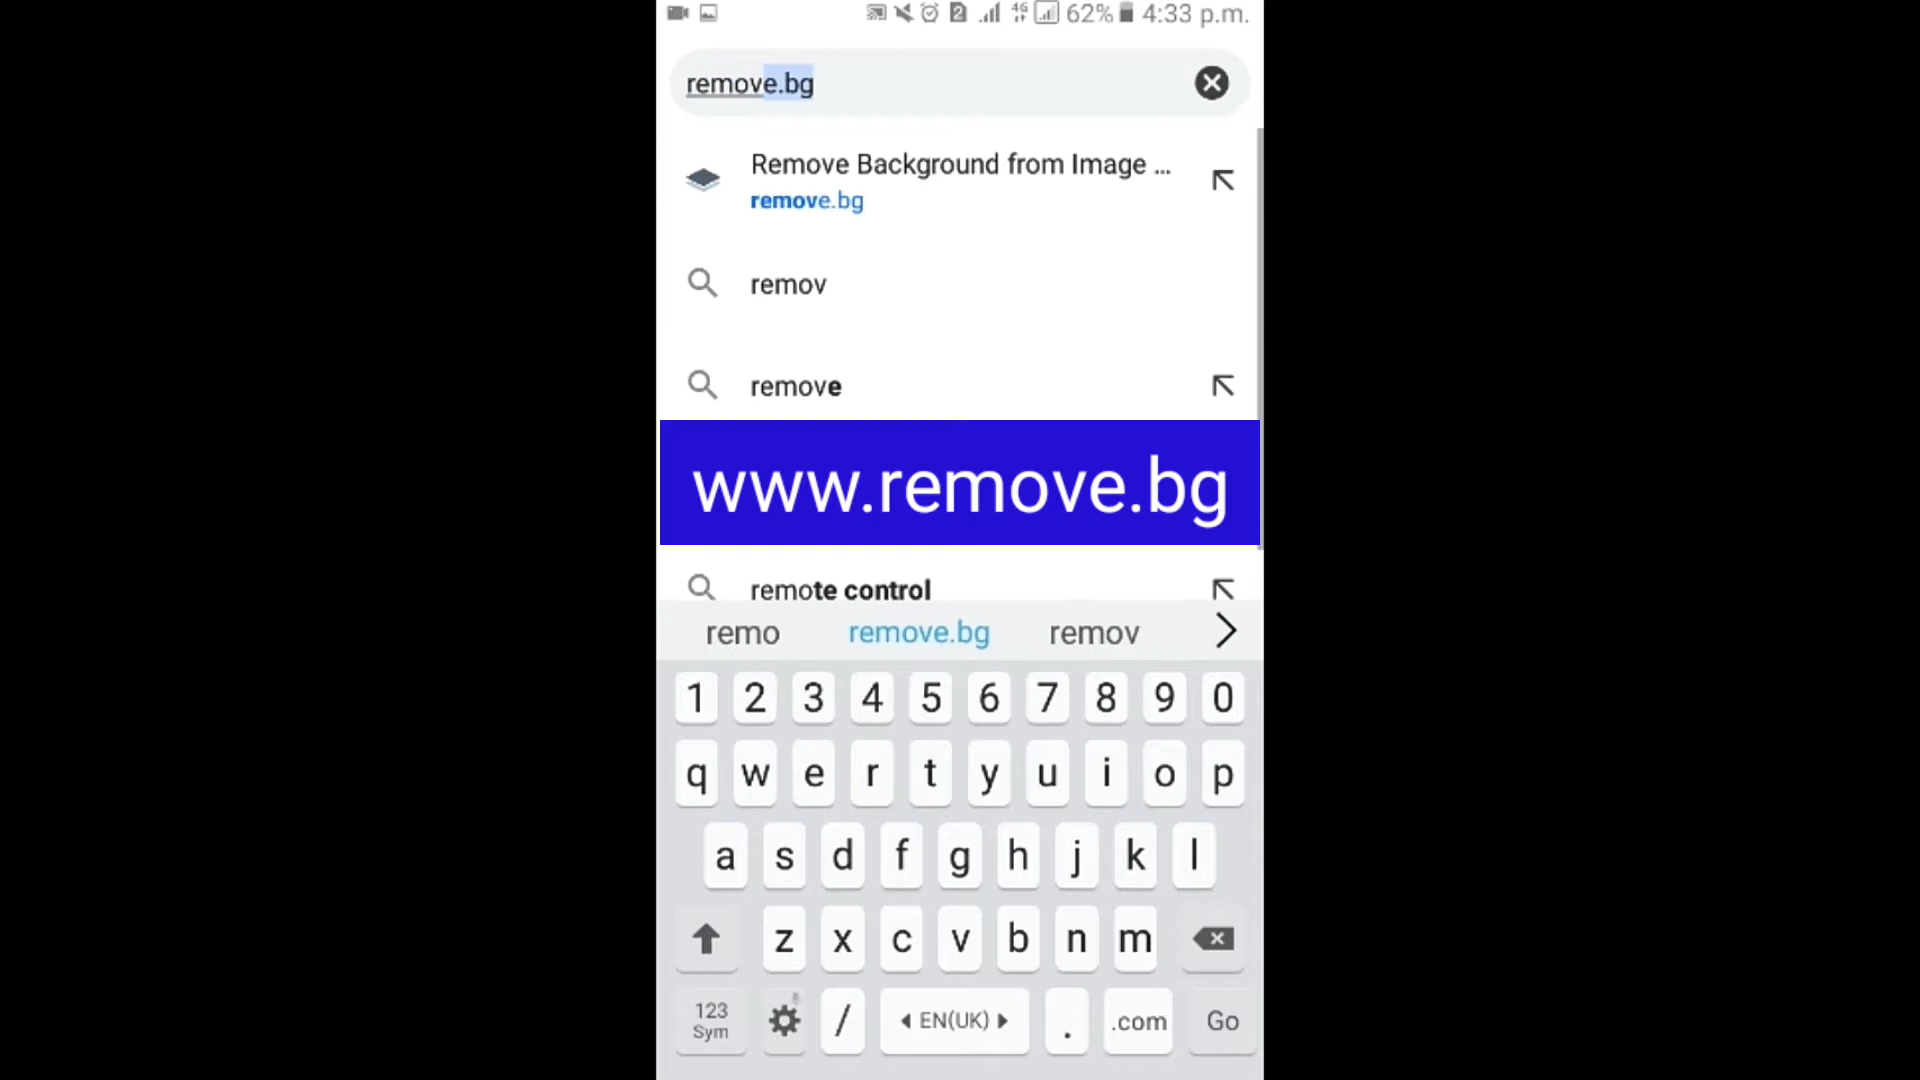 4G 62% 4:33 p.m.
remove.bg
Remove Background from Image ...
remove.bg
remov
remove
www.remove.bg
remote control
remo remove.bg remov
1 2 3 4 5 6 7 8 9 0
q w e r t y u i o p
a s d f g h j k l
z x c v b n m
123 Sym / EN(UK) . .com Go